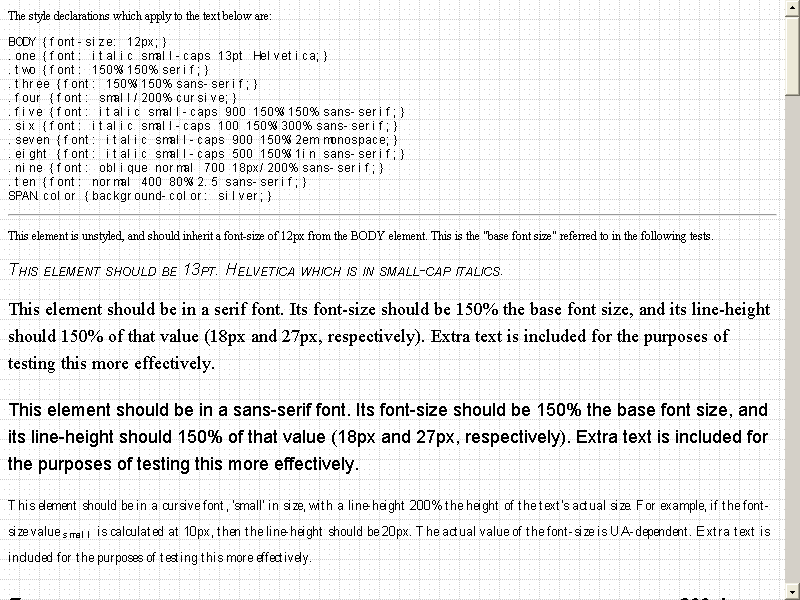 The style declarations which apply to the text below are:
BODY {font-size: 12px;}
.one {font: italic small-caps 13pt Helvetica;}
.two {font: 150%/150% serif;}
.three {font: 150%/150% sans-serif;}
.four {font: small/200% cursive;}
.five {font: italic small-caps 900 150%/150% sans-serif;}
.six {font: italic small-caps 100 150%/300% sans-serif;}
.seven {font: italic small-caps 900 150%/2em monospace;}
.eight {font: italic small-caps 500 150%/1in sans-serif;}
.nine {font: oblique normal 700 18px/200% sans-serif;}
.ten {font: normal 400 80%/2.5 sans-serif;}
SPAN.color {background-color: silver;}
This element is unstyled, and should inherit a font-size of 12px from the BODY element. This is the "base font size" referred to in the following tests.
This element should be 13pt. Helvetica which is in small-cap italics.
This element should be in a serif font. Its font-size should be 150% the base font size, and its line-height
should 150% of that value (18px and 27px, respectively). Extra text is included for the purposes of
testing this more effectively.
This element should be in a sans-serif font. Its font-size should be 150% the base font size, and
its line-height should 150% of that value (18px and 27px, respectively). Extra text is included for
the purposes of testing this more effectively.
This element should be in a cursive font, 'small' in size, with a line-height 200% the height of the text's actual size. For example, if the font-
size value small is calculated at 10px, then the line-height should be 20px. The actual value of the font-size is UA-dependent. Extra text is
included for the purposes of testing this more effectively.